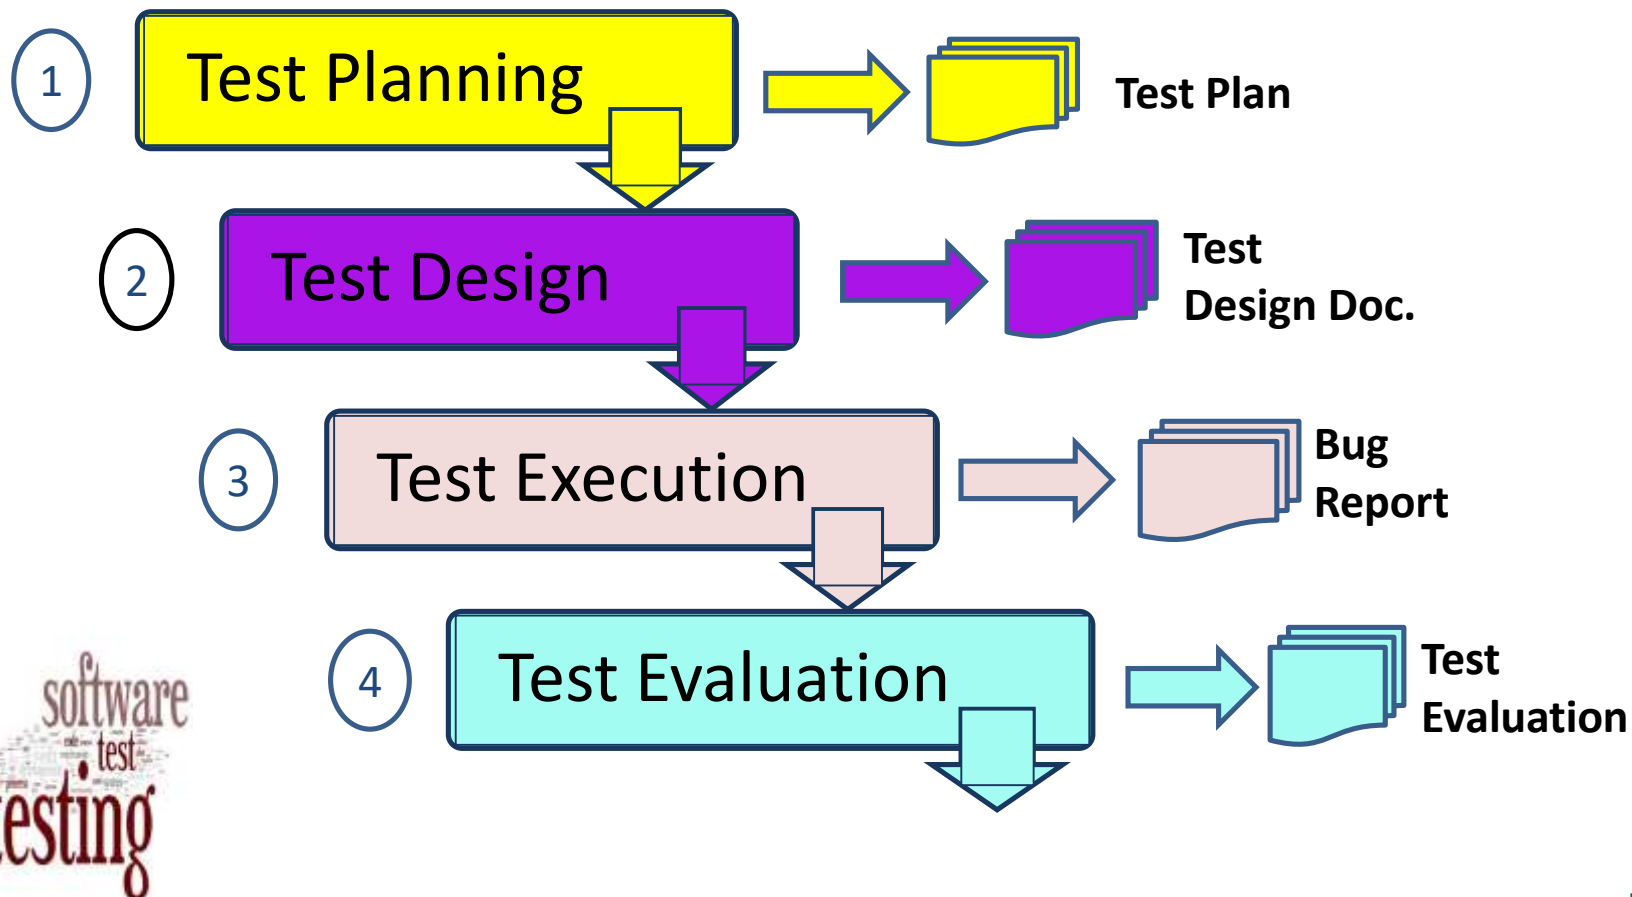 1
Test Planning
Test Plan
2
Test Design
Test
Design Doc.
3
Test Execution
Bug
Report
4
Test Evaluation
Test
Evaluation
software
test
testing